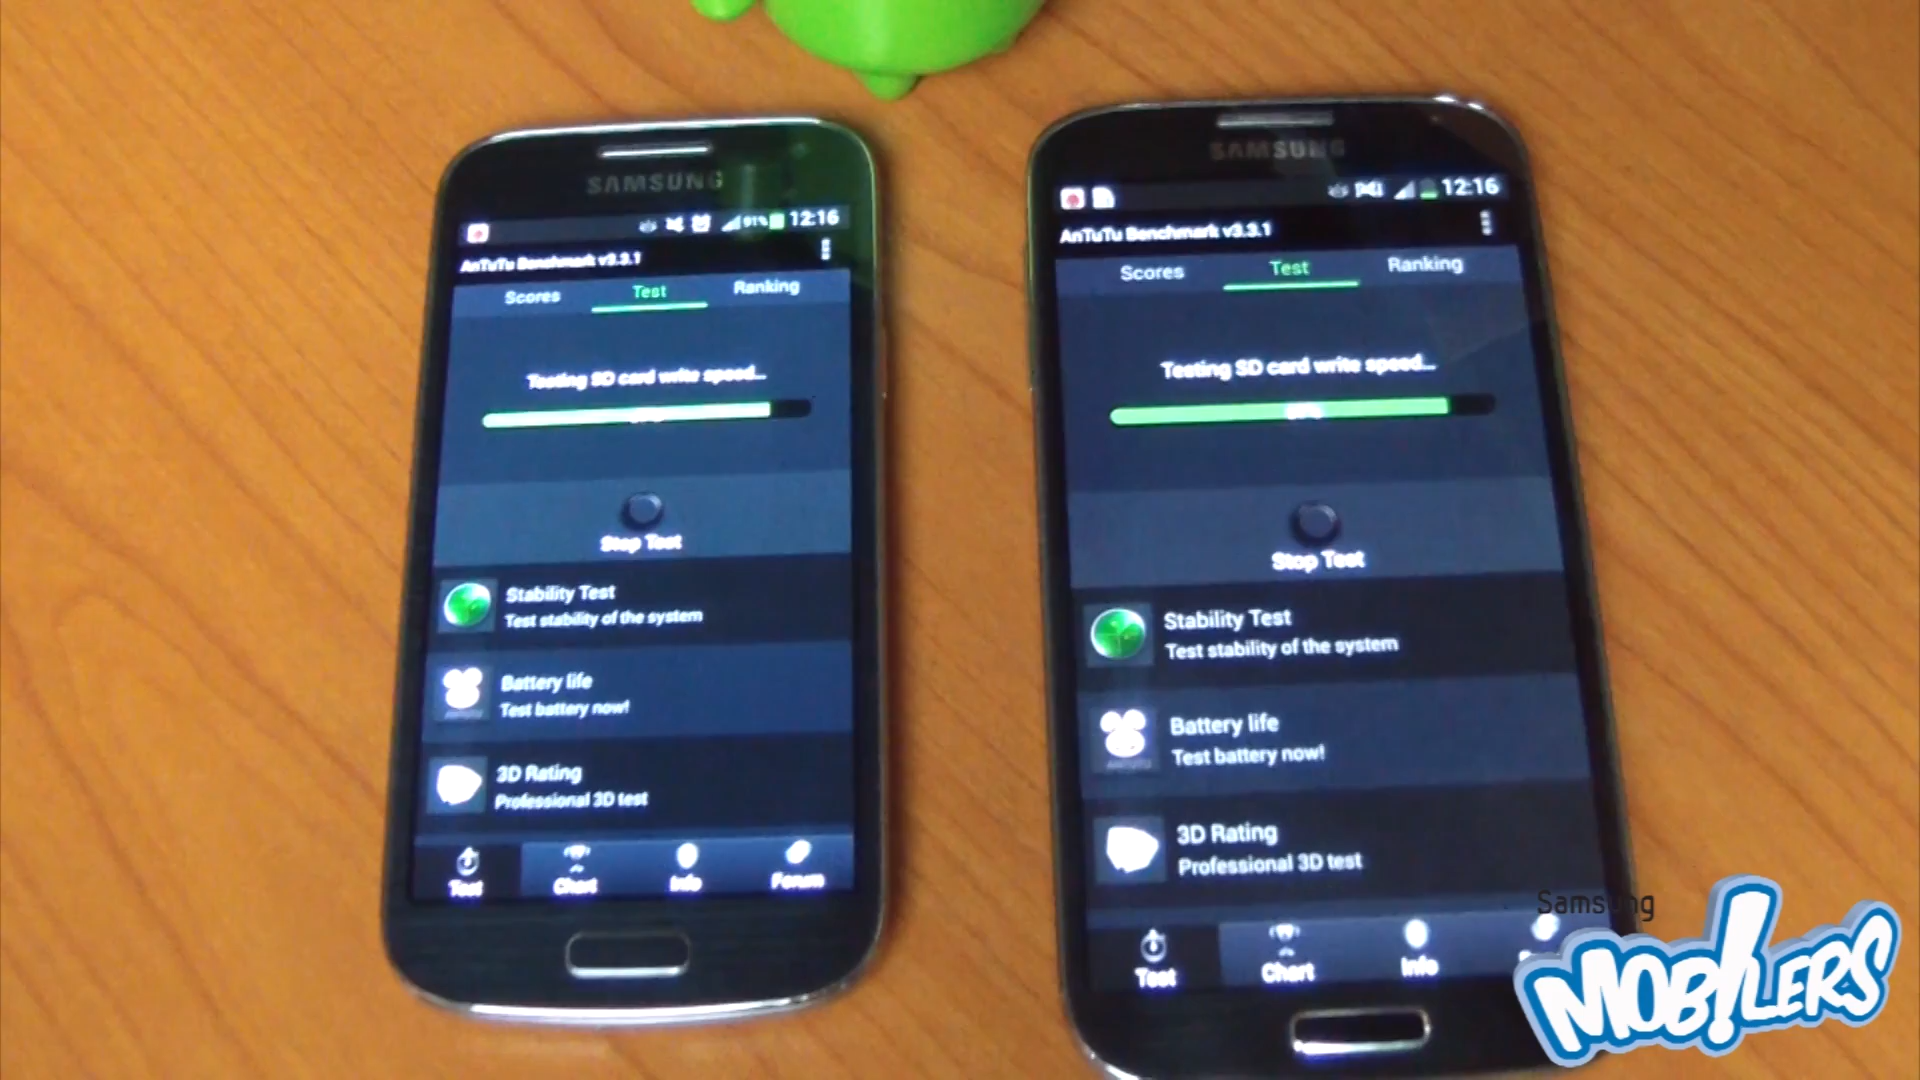 SAMSUNG
91% 12:16
AnTuTu Benchmark v3.3.1
Scores Test Ranking
Testing SD card write speed...
Stop Test
Stability Test
Test stability of the system
Battery life
Test battery now!
3D Rating
Professional 3D test
Test Chart Info Forum
SAMSUNG
12:16
AnTuTu Benchmark v3.3.1
Scores Test Ranking
Testing SD card write speed...
Stop Test
Stability Test
Test stability of the system
Battery life
Test battery now!
3D Rating
Professional 3D test
Test Chart Info
Samsung
MOB!LERS